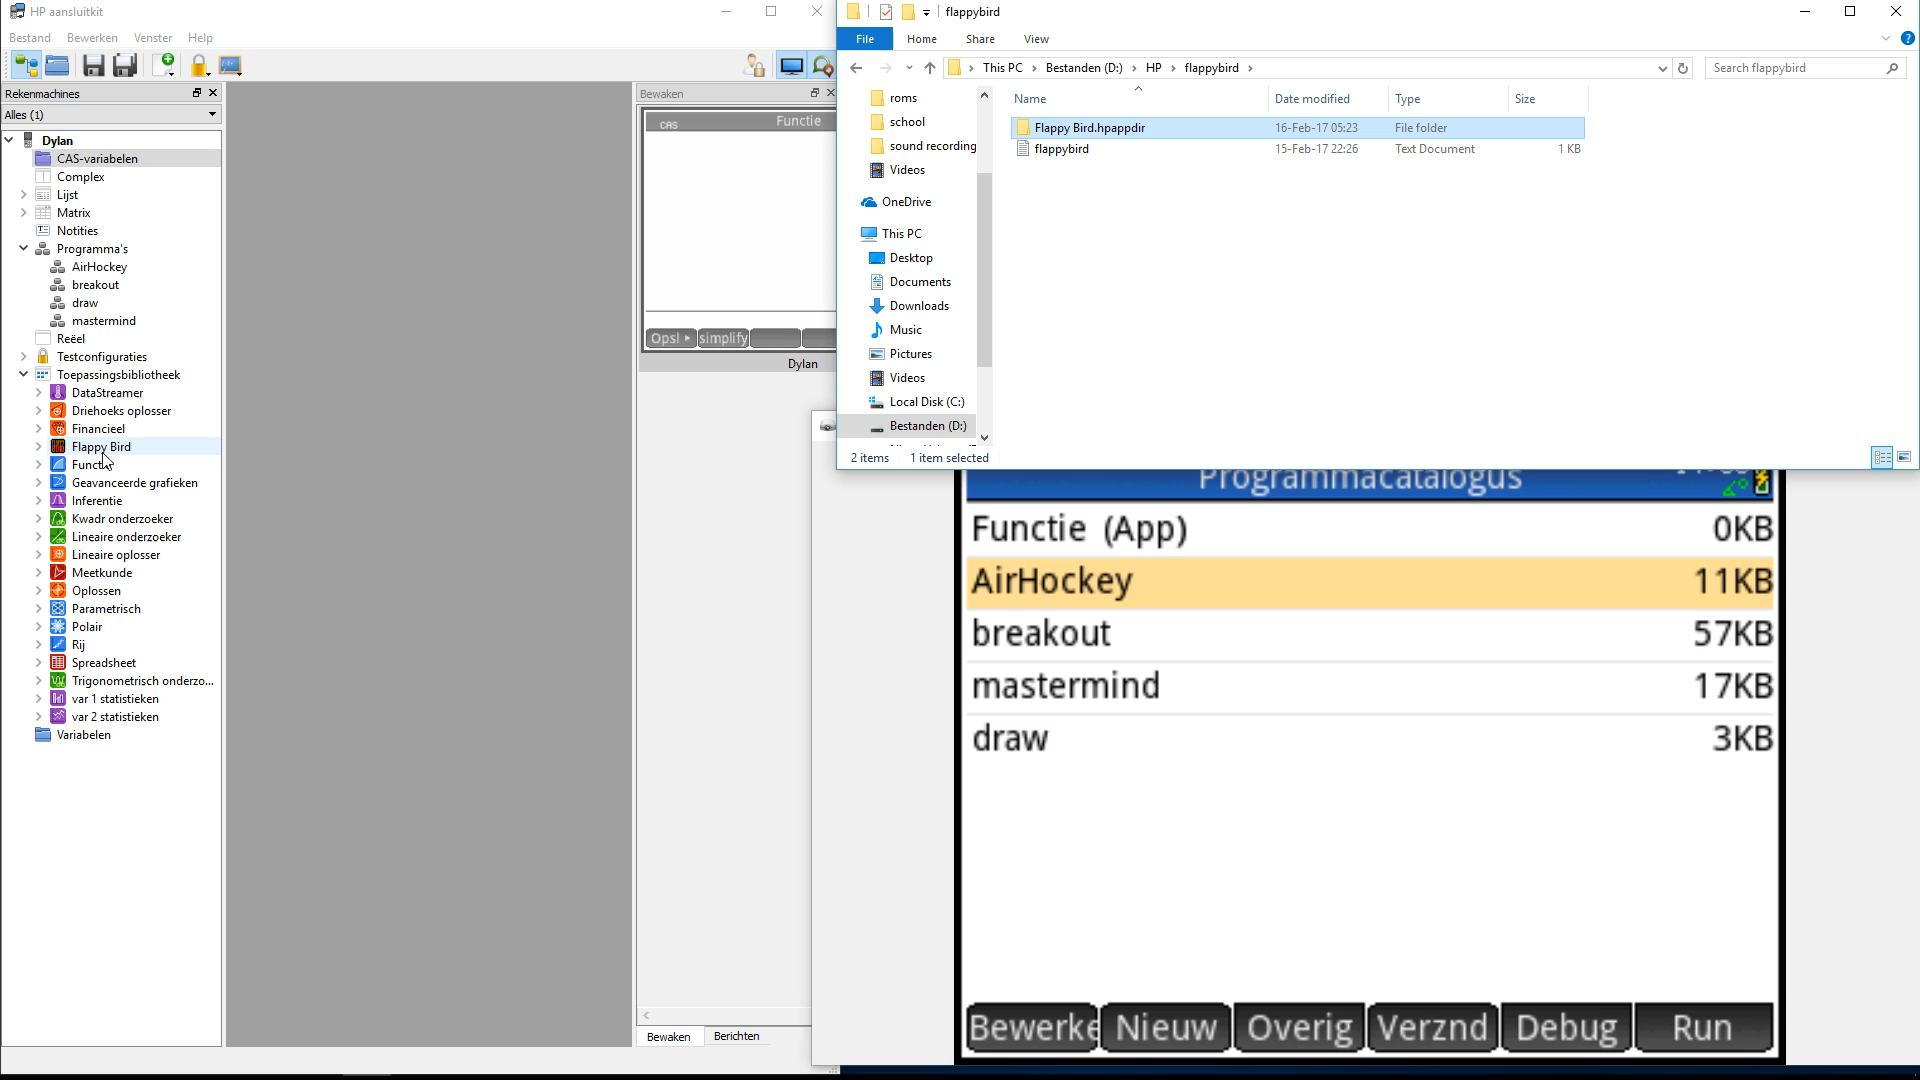 HP aansluitkit
Bestand Bewerken Venster Help
Rekenmachines
Alles (1)
Dylan
CAS-variabelen
Complex
Lijst
Matrix
Notities
Programma's
AirHockey
breakout
draw
mastermind
Reëel
Testconfiguraties
Toepassingsbibliotheek
DataStreamer
Driehoeks oplosser
Financieel
Flappy Bird
Geavanceerde grafieken
Inferentie
Kwadr onderzoeker
Lineaire onderzoeker
Lineaire oplosser
Meetkunde
Oplossen
Parametrisch
Polair
Rij
Spreadsheet
Trigonometrisch onderzo...
var 1 statistieken
var 2 statistieken
Variabelen
Bewaken
CAS Functie
Opsl simplify
Dylan
Bewaken Berichten
flappybird
File Home Share View
This PC Bestanden (D:) HP flappybird
Search flappybird
roms
school
sound recording
Videos
OneDrive
This PC
Desktop
Documents
Downloads
Music
Pictures
Videos
Local Disk (C:)
Bestanden (D:)
Name Date modified Type Size
Flappy Bird.hpappdir 16-Feb-17 05:23 File folder
flappybird 15-Feb-17 22:26 Text Document 1 KB
2 items 1 item selected
Programmacatalogus
Functie (App) 0KB
AirHockey 11KB
breakout 57KB
mastermind 17KB
draw 3KB
Bewerke Nieuw Overig Verznd Debug Run